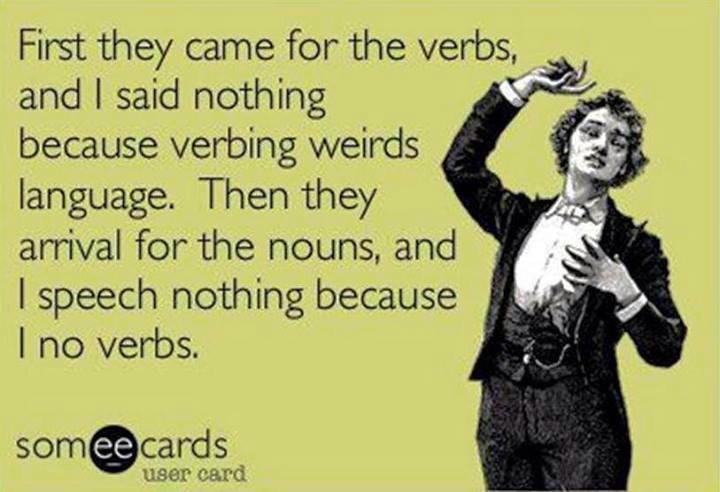 First they came for the verbs,
and I said nothing
because verbing weirds
language. Then they
arrival for the nouns, and
I speech nothing because
I no verbs.
someecards
user card